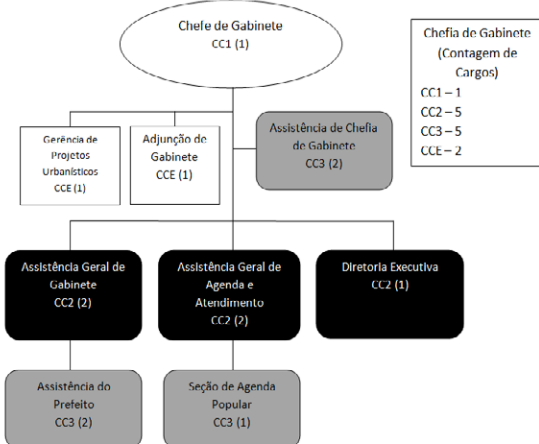 Chefe de Gabinete
CC1 (1)
Chefia de Gabinete
(Contagem de
Cargos)
CC1 – 1
CC2 – 5
CC3 – 5
CCE – 2
Gerência de
Projetos
Urbanísticos
CCE (1)
Adjunção de
Gabinete
CCE (1)
Assistência de Chefia
de Gabinete
CC3 (2)
Assistência Geral de
Gabinete
CC2 (2)
Assistência Geral de
Agenda e
Atendimento
CC2 (2)
Diretoria Executiva
CC2 (1)
Assistência do
Prefeito
CC3 (2)
Seção de Agenda
Popular
CC3 (1)